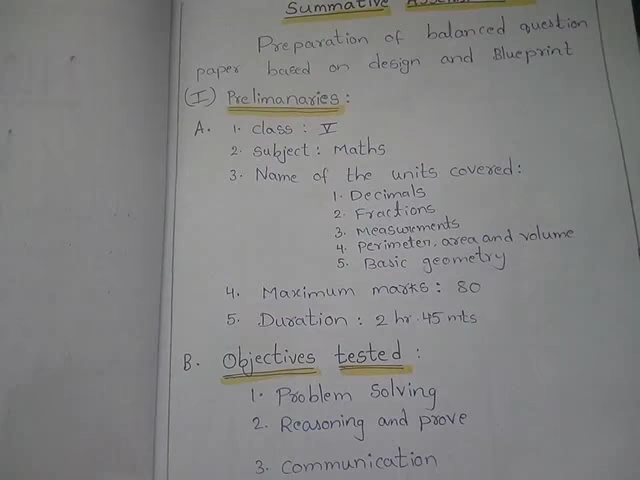 Summative
Preparation of balanced question
paper based on design and Blueprint
(I) Prelimanaries :
A. 1. class : V
2. Subject : Maths
3. Name of the units covered :
1. Decimals
2. Fractions
3. Measurements
4. Perimeter, area and volume
5. Basic geometry
4. Maximum marks : 80
5. Duration : 2 hr. 45 mts
B. Objectives tested :
1. Problem Solving
2. Reasoning and prove
3. Communication